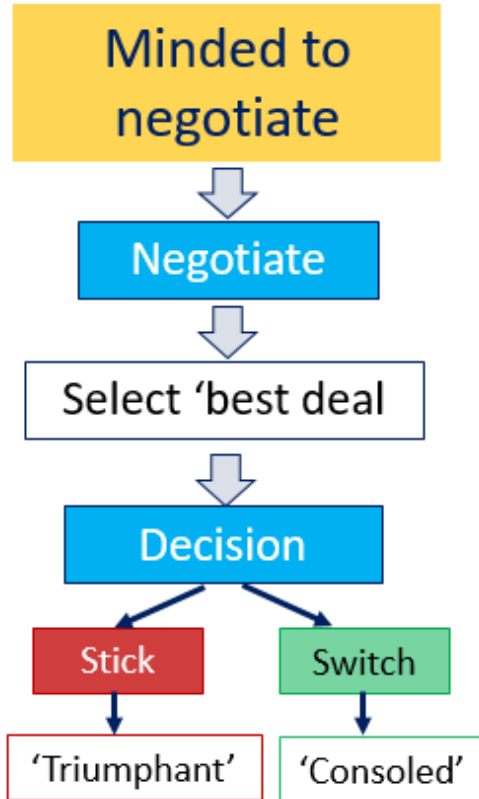 Minded to
negotiate
Negotiate
Select ‘best deal
Decision
Stick
Switch
‘Triumphant’
‘Consoled’